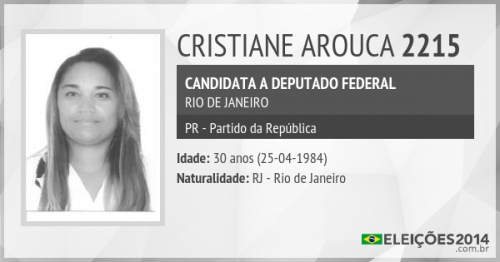 CRISTIANE AROUCA 2215
CANDIDATA A DEPUTADO FEDERAL
RIO DE JANEIRO
PR - Partido da República
Idade: 30 anos (25-04-1984)
Naturalidade: RJ - Rio de Janeiro
ELEIÇÕES2014
.com.br